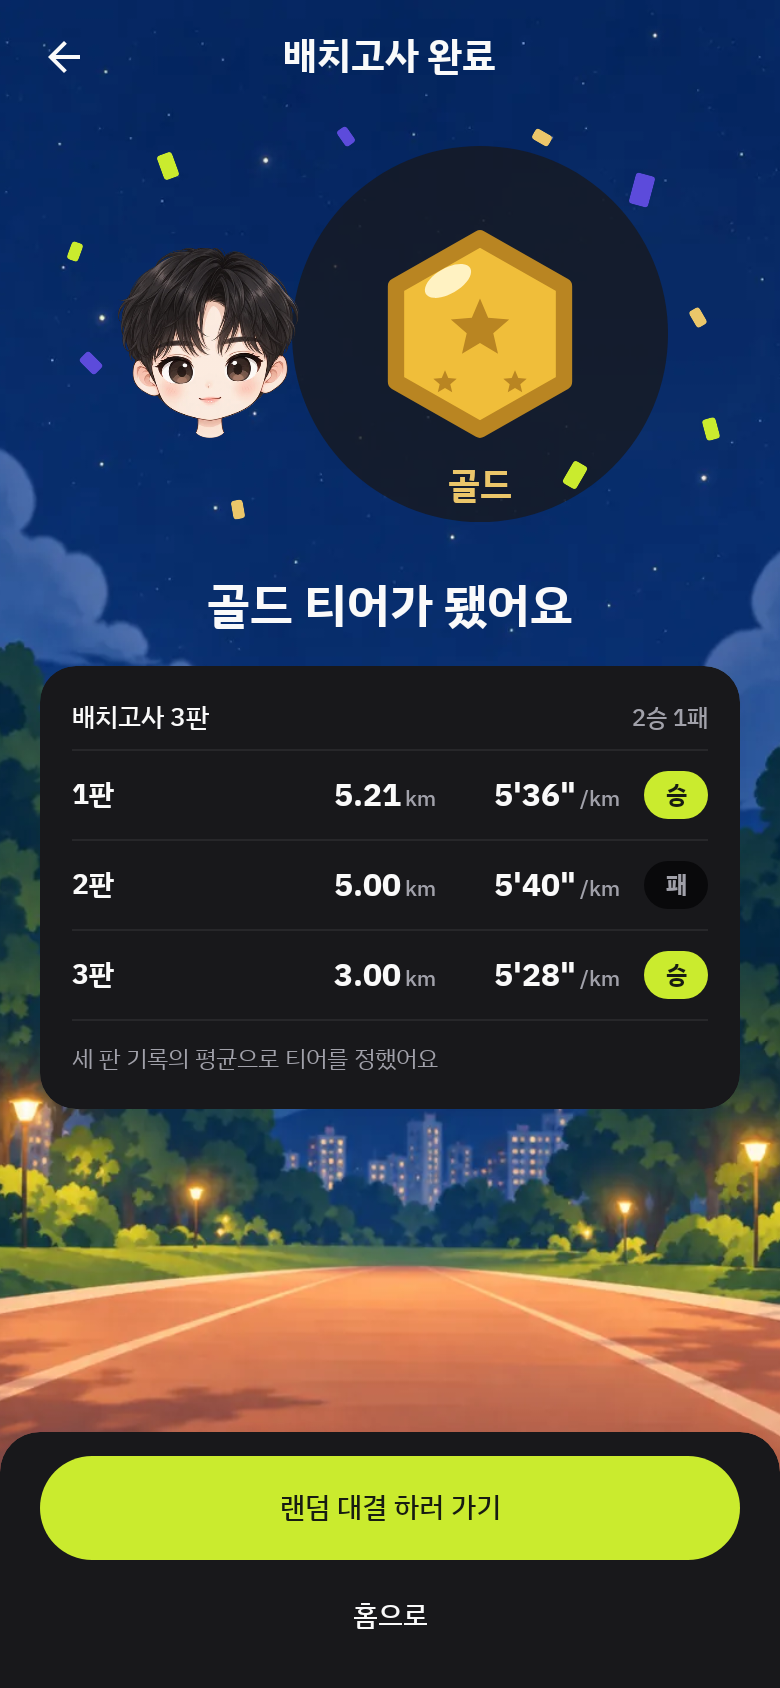 배치고사 완료
골드
골드 티어가 됐어요
배치고사 3판 2승 1패
1판 5.21 km 5'36" /km 승
2판 5.00 km 5'40" /km 패
3판 3.00 km 5'28" /km 승
세 판 기록의 평균으로 티어를 정했어요
랜덤 대결 하러 가기
홈으로